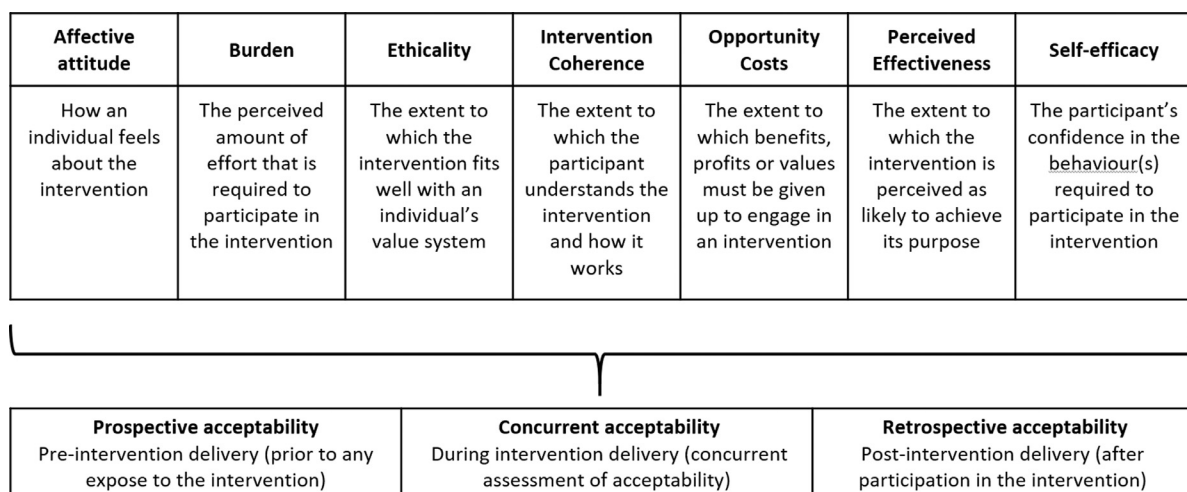 Affective
attitude
Burden
Ethicality
Intervention
Coherence
Opportunity
Costs
Perceived
Effectiveness
Self-efficacy
How an
individual feels
about the
intervention
The perceived
amount of
effort that is
required to
participate in
the intervention
The extent to
which the
intervention fits
well with an
individual’s
value system
The extent to
which the
participant
understands the
intervention
and how it
works
The extent to
which benefits,
profits or values
must be given
up to engage in
an intervention
The extent to
which the
intervention is
perceived as
likely to achieve
its purpose
The participant’s
confidence in the
behaviour(s)
required to
participate in the
intervention
Prospective acceptability
Pre-intervention delivery (prior to any
expose to the intervention)
Concurrent acceptability
During intervention delivery (concurrent
assessment of acceptability)
Retrospective acceptability
Post-intervention delivery (after
participation in the intervention)